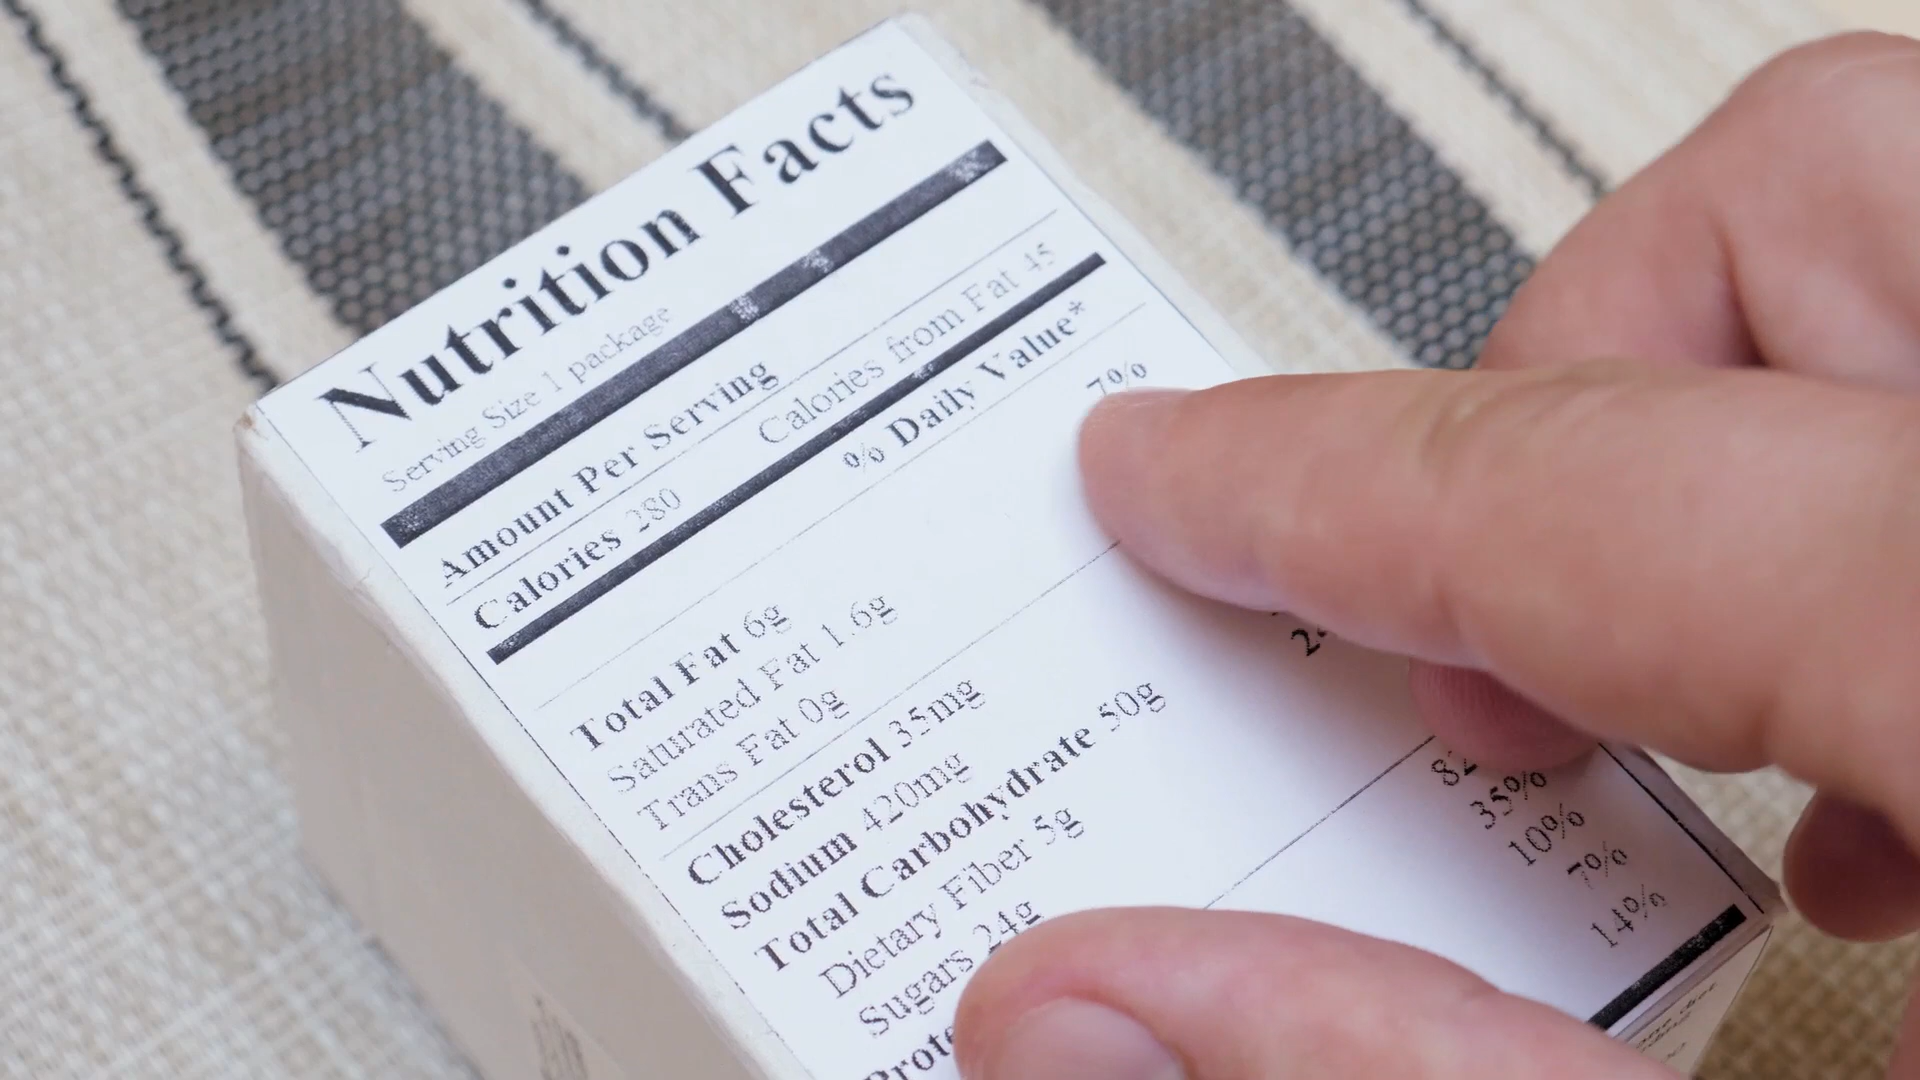 Nutrition Facts
Serving Size 1 package
Amount Per Serving
Calories 280 Calories from Fat 45
% Daily Value*
7%
Total Fat 6g
Saturated Fat 1.6g
Trans Fat 0g
Cholesterol 35mg
Sodium 420mg
Total Carbohydrate 50g
Dietary Fiber 5g
Sugars 24g
35%
10%
7%
14%